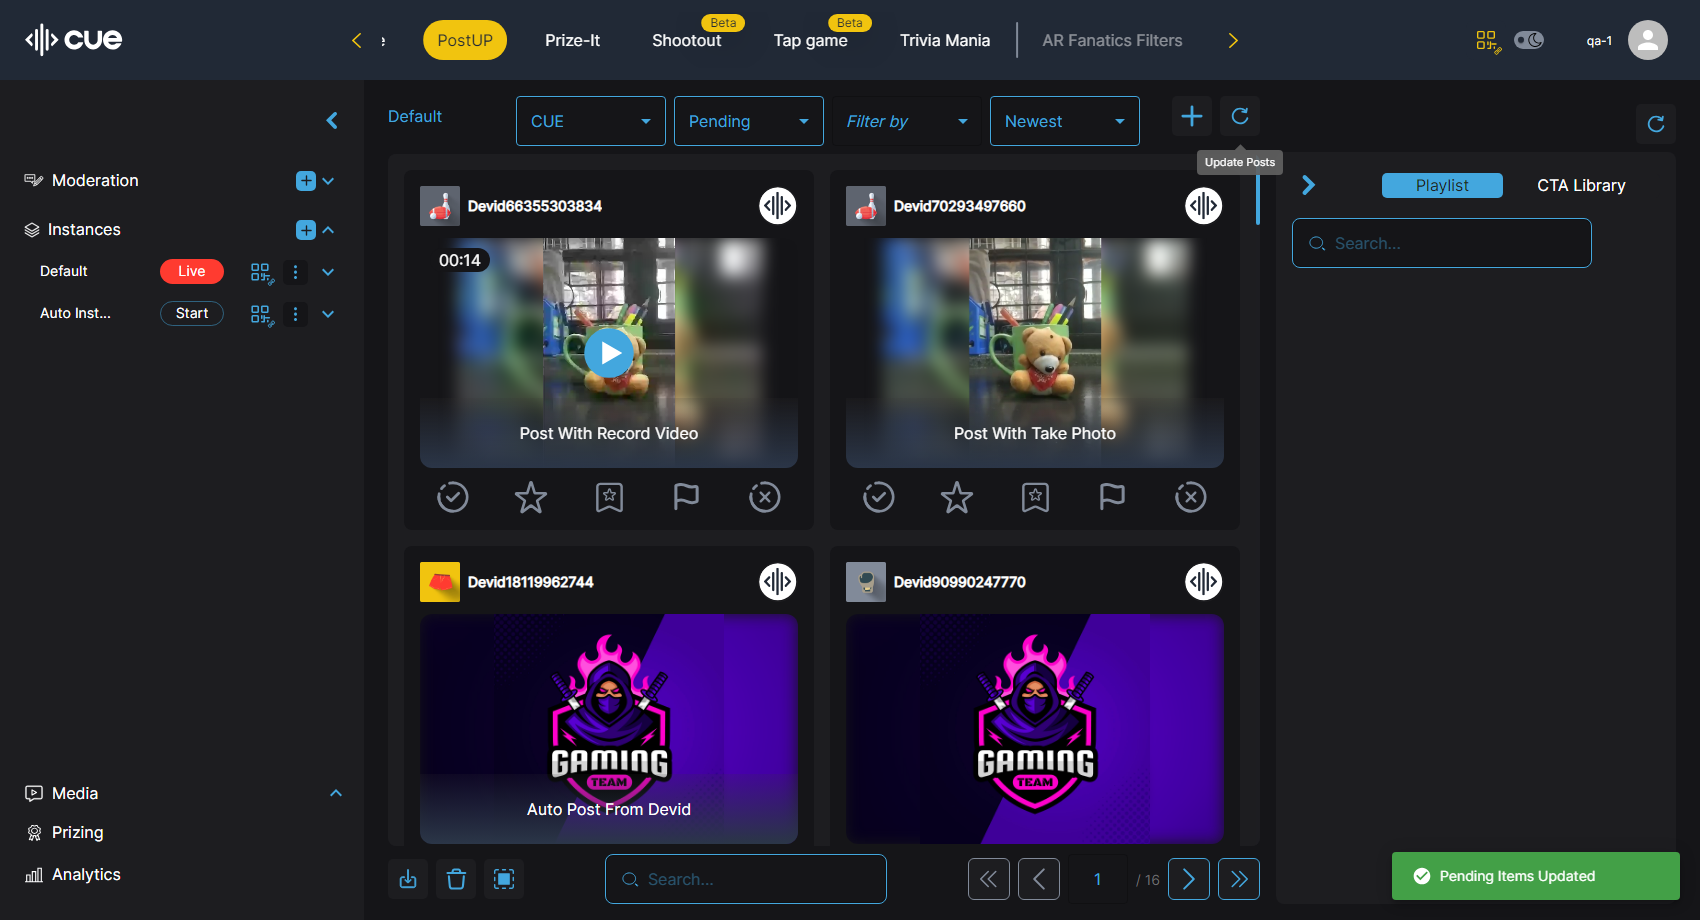 cue
PostUP
Prize-It
Shootout
Beta
Tap game
Beta
Trivia Mania
AR Fanatics Filters
qa-1
Default
CUE
Pending
Filter by
Newest
Update Posts
Moderation
Instances
Default
Live
Auto Inst...
Start
Media
Prizing
Analytics
Devid66355303834
00:14
Post With Record Video
Devid70293497660
Post With Take Photo
Devid18119962744
GAMING
TEAM
Auto Post From Devid
Devid90990247770
GAMING
TEAM
Search...
1
/ 16
Playlist
CTA Library
Search...
Pending Items Updated